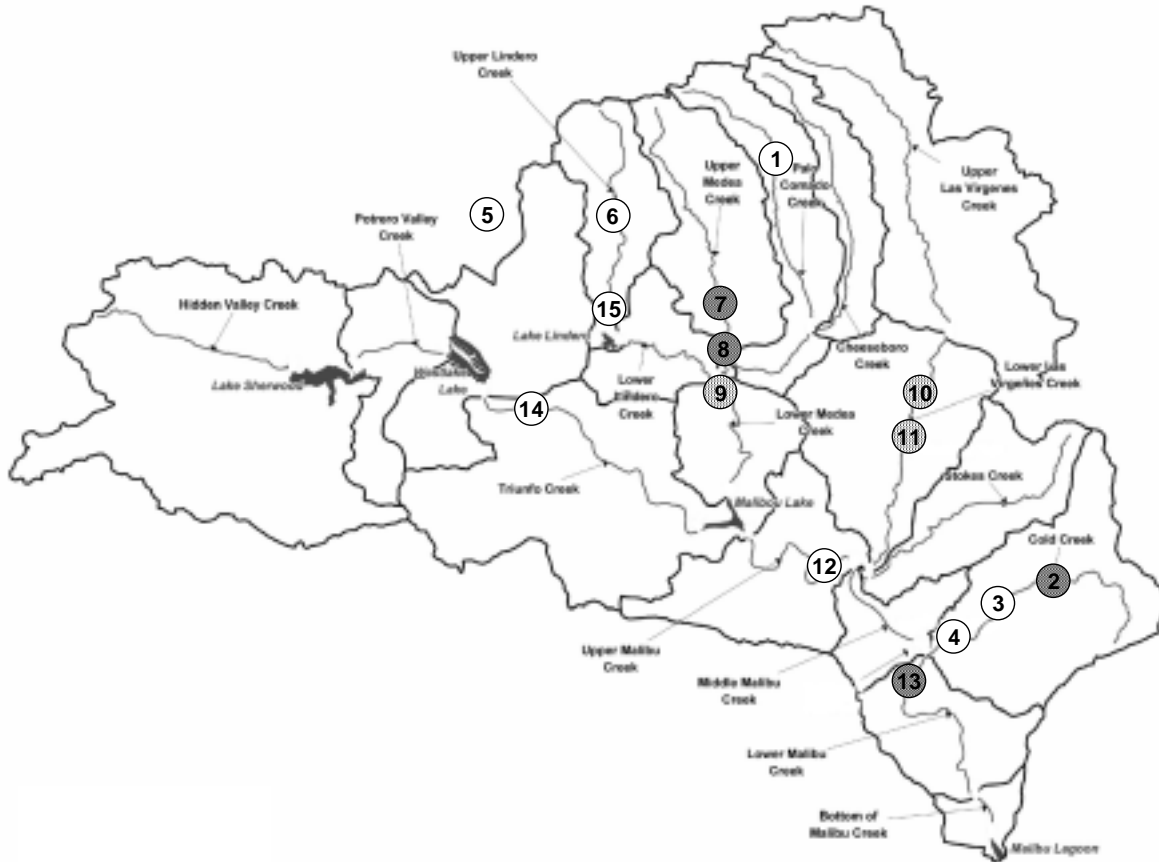 Upper Lindero
Creek
1
Upper
Medea
Creek
Palo
Comado
Creek
Upper
Las Virgenes
Creek
5
6
Potrero Valley
Creek
Hidden Valley Creek
7
15
Lake Lindero
8
Cheeseboro
Creek
Lower Las
Virgenes Creek
Lake Sherwood
Westlake
Lake
Lower
Lindero
Creek
9
10
14
Lower Medea
Creek
11
Triunfo Creek
Stokes Creek
Malibou Lake
Cold Creek
12
2
3
4
Upper Malibu
Creek
Middle Malibu
Creek
13
Lower Malibu
Creek
Bottom of
Malibu Creek
Malibu Lagoon